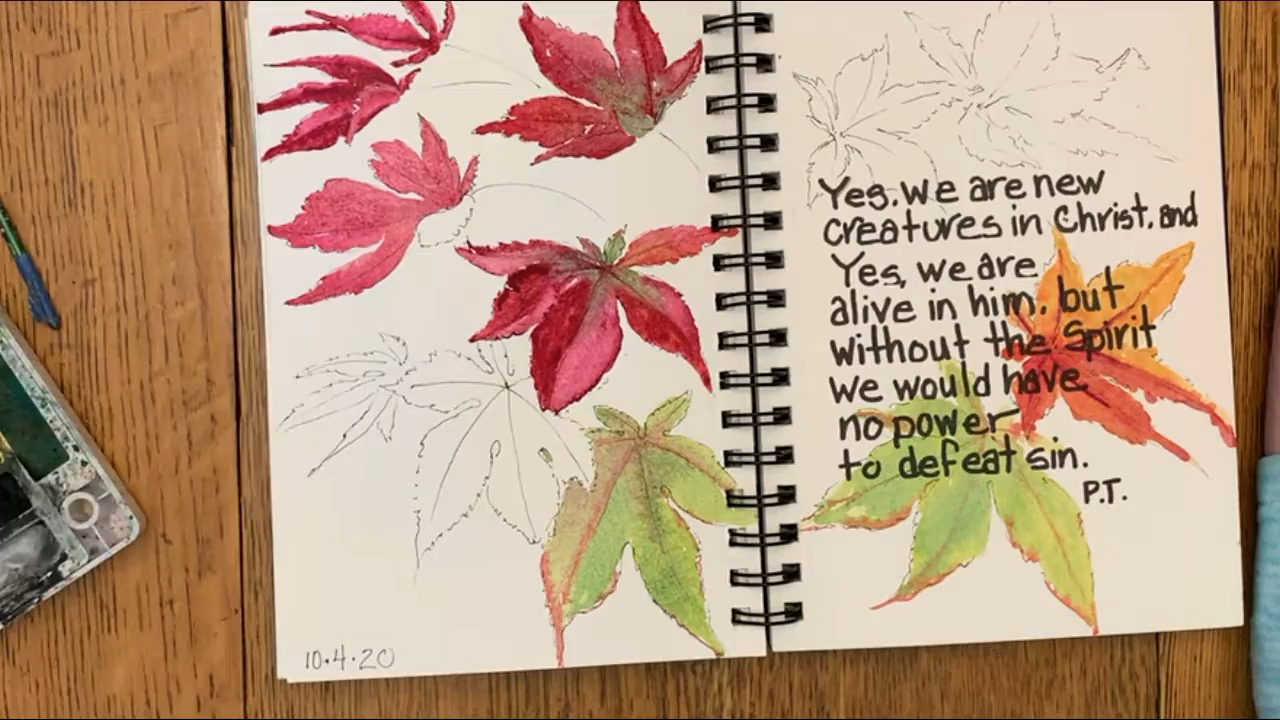 Yes. we are new
creatures in Christ. and
Yes, we are
alive in him. but
without the Spirit
we would have
no power
to defeat sin.
P.T.
10.4.20